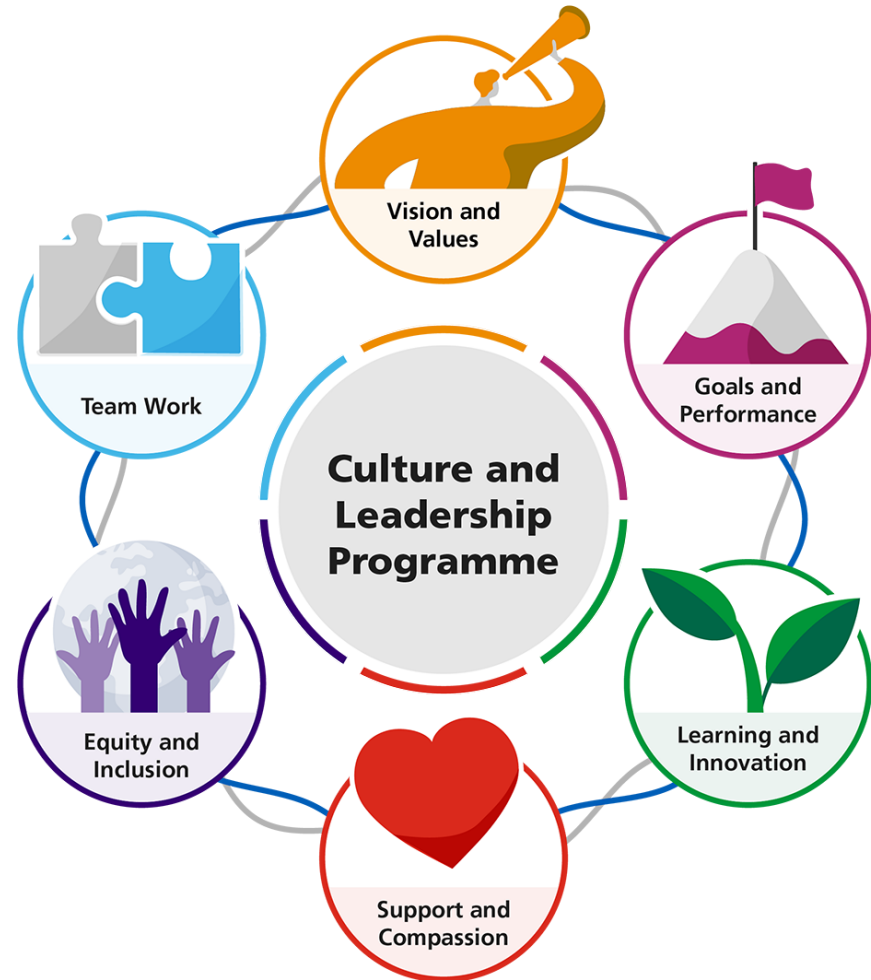 Vision and
Values
Goals and
Performance
Team Work
Culture and
Leadership
Programme
Equity and
Inclusion
Learning and
Innovation
Support and
Compassion